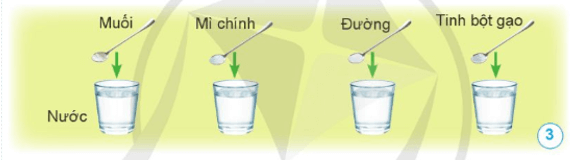 Muối
Mì chính
Đường
Tinh bột gạo
Nước
3